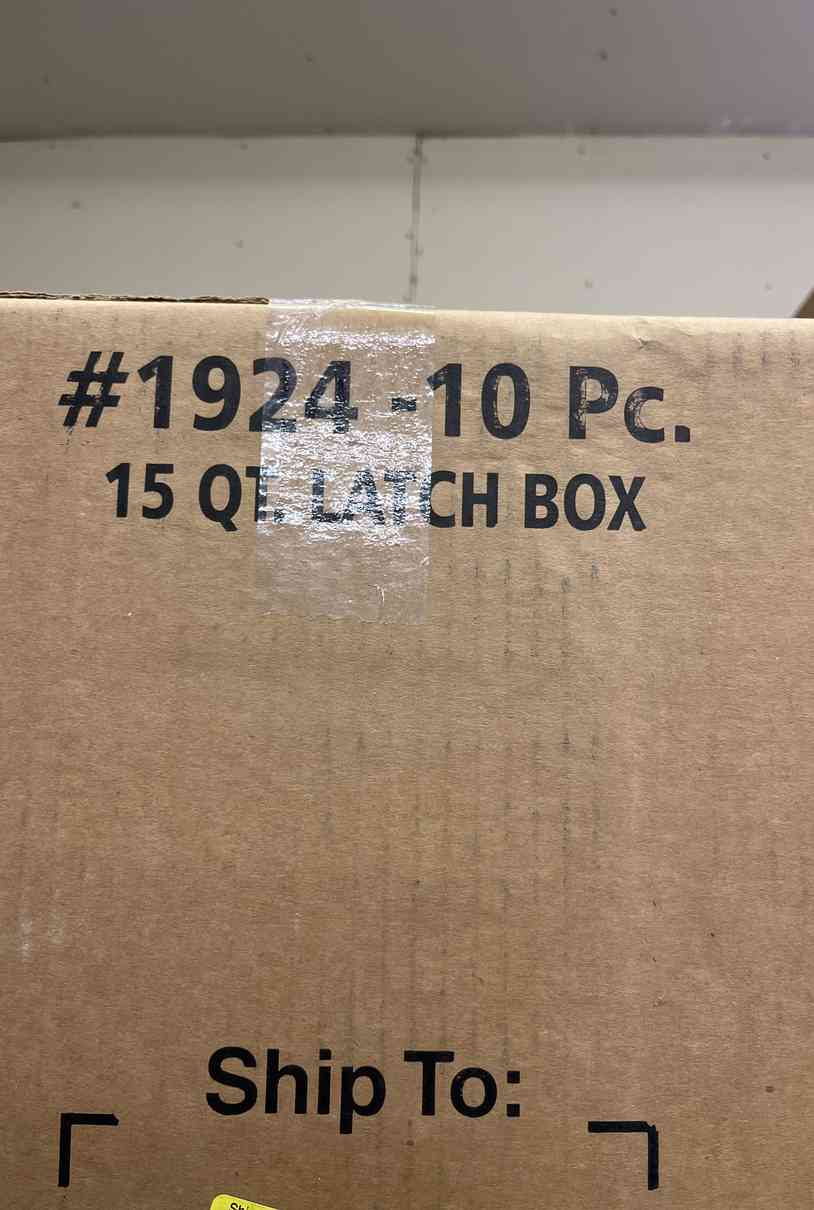 #1924 -10 Pc.
15 QT. LATCH BOX
Ship To: